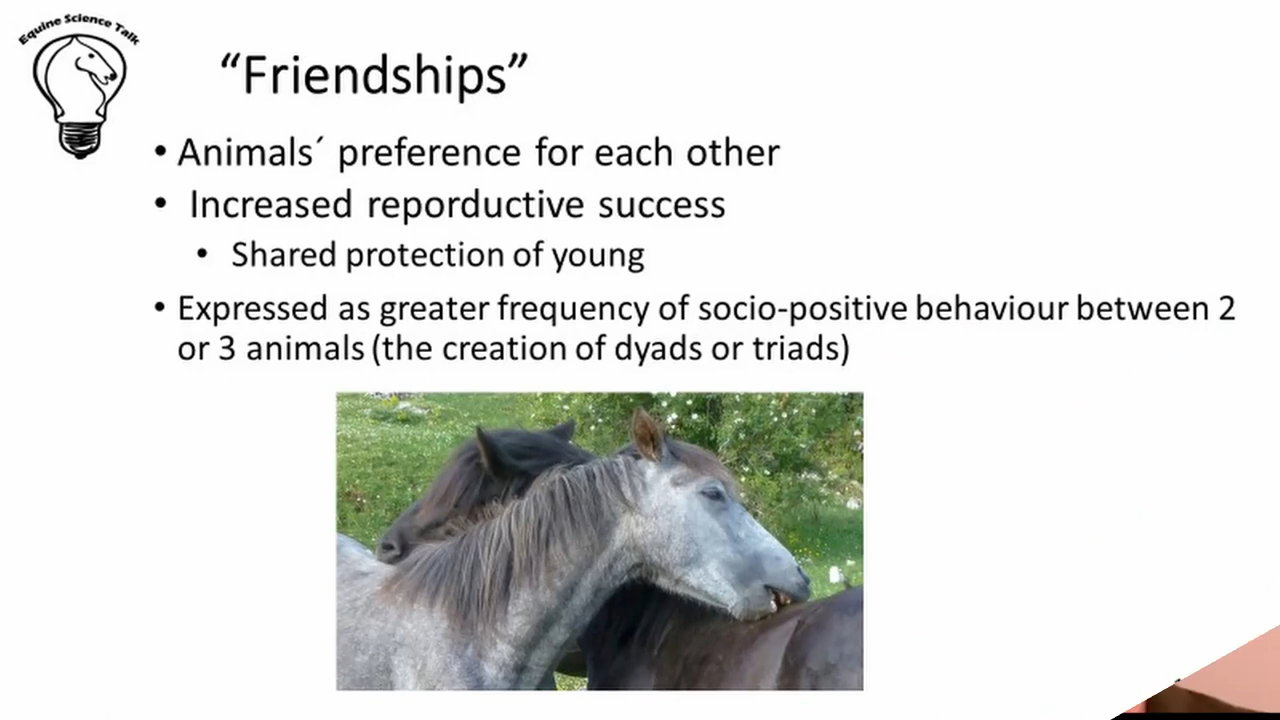 Equine Science Talk
“Friendships”
• Animals´ preference for each other
• Increased reporductive success
• Shared protection of young
• Expressed as greater frequency of socio-positive behaviour between 2
or 3 animals (the creation of dyads or triads)